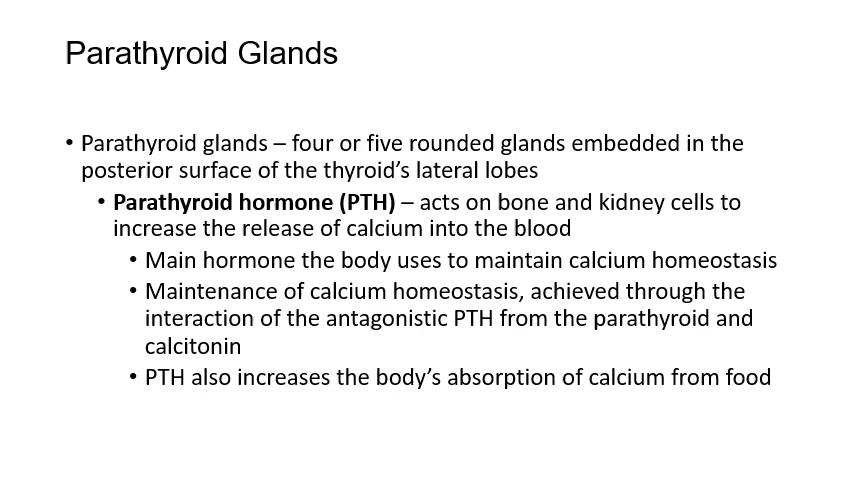 Parathyroid Glands
• Parathyroid glands – four or five rounded glands embedded in the
posterior surface of the thyroid’s lateral lobes
• Parathyroid hormone (PTH) – acts on bone and kidney cells to
increase the release of calcium into the blood
• Main hormone the body uses to maintain calcium homeostasis
• Maintenance of calcium homeostasis, achieved through the
interaction of the antagonistic PTH from the parathyroid and
calcitonin
• PTH also increases the body’s absorption of calcium from food